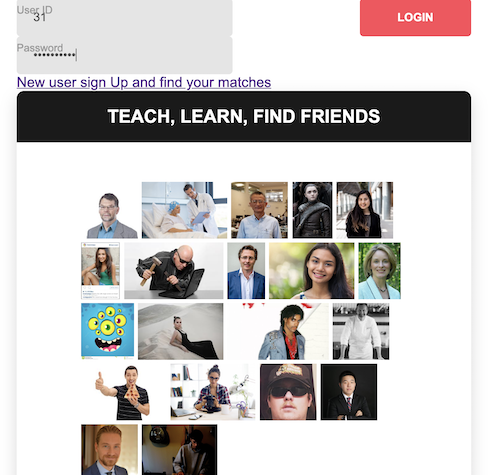 User ID
31
LOGIN
Password
••••••••••
New user sign Up and find your matches
TEACH, LEARN, FIND FRIENDS